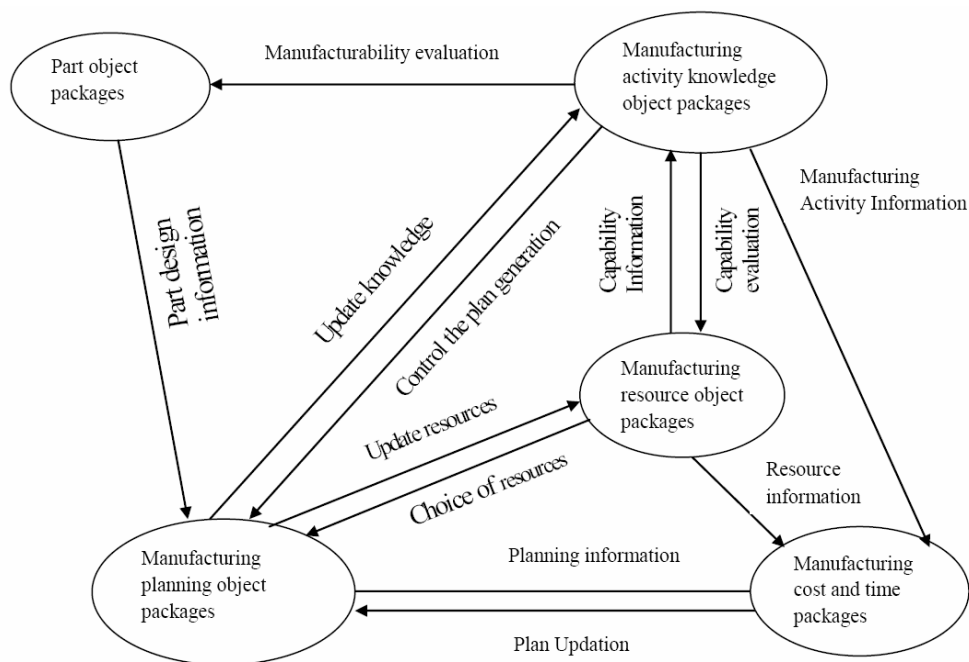 Manufacturability evaluation
Part object
packages
Manufacturing
activity knowledge
object packages
Manufacturing
Activity Information
Part design
information
Update knowledge
Control the plan generation
Capability
Information
Capability
evaluation
Manufacturing
resource object
packages
Update resources
Choice of resources
Resource
information
Manufacturing
planning object
packages
Planning information
Manufacturing
cost and time
packages
Plan Updation